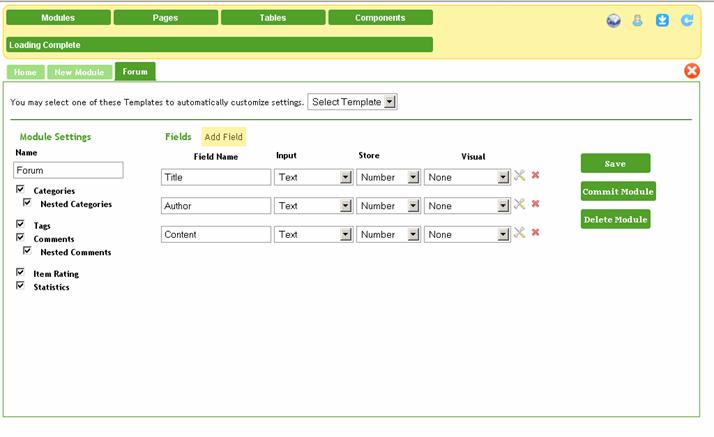 Modules Pages Tables Components
Loading Complete
Home New Module Forum
You may select one of these Templates to automatically customize settings. Select Template
Module Settings Fields Add Field
Name Field Name Input Store Visual
Forum Title Text Number None Save
Categories
Nested Categories Author Text Number None Commit Module
Tags
Comments Content Text Number None Delete Module
Nested Comments
Item Rating
Statistics